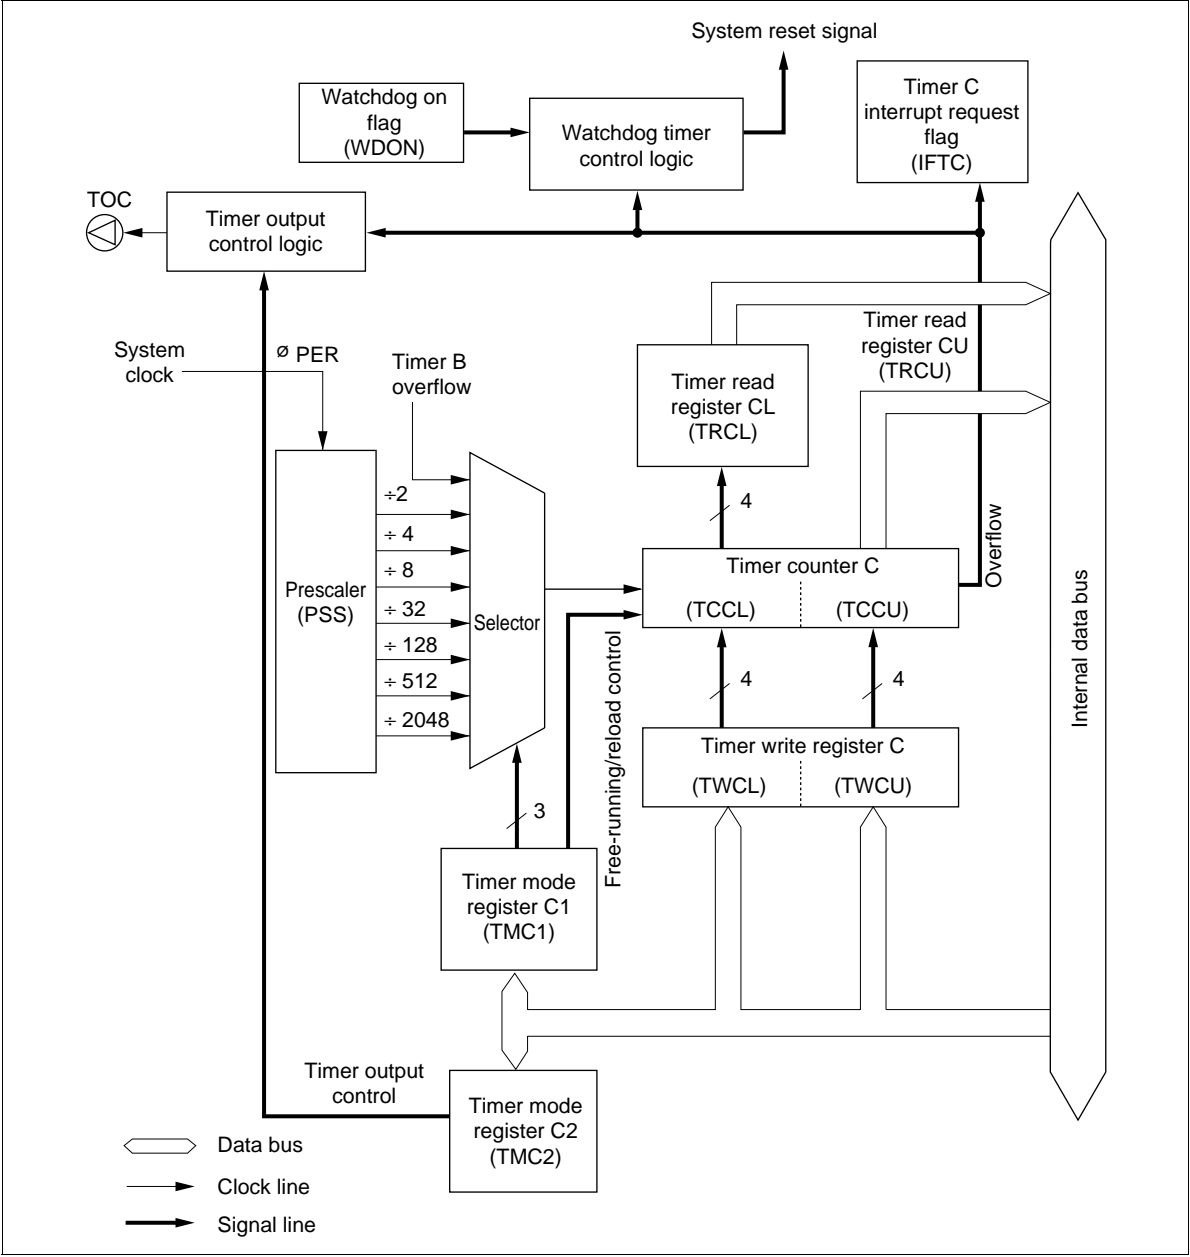 System reset signal
Watchdog on
flag
(WDON)
Watchdog timer
control logic
Timer C
interrupt request
flag
(IFTC)
TOC
Timer output
control logic
System
clock
ø PER
Timer B
overflow
Timer read
register CU
(TRCU)
Timer read
register CL
(TRCL)
4
÷2
÷ 4
÷ 8
÷ 32
÷ 128
÷ 512
÷ 2048
Prescaler
(PSS)
Selector
Timer counter C
(TCCL)
(TCCU)
Overflow
Internal data bus
4
4
Free-running/reload control
Timer write register C
(TWCL)
(TWCU)
3
Timer mode
register C1
(TMC1)
Timer output
control
Timer mode
register C2
(TMC2)
Data bus
Clock line
Signal line